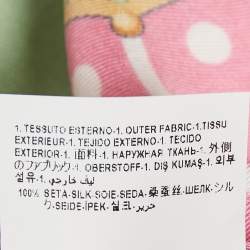 1. TESSUTO ESTERNO-1. OUTER FABRIC-1.TISSU
EXTERIEUR-1. TEJIDO EXTERNO-1. TECIDO
EXTERIOR-1. 面料-1. НАРУЖНАЯ ТКАНЬ-1. 外側
のファブリック-1. OBERSTOFF-1. DIŞ KUMAŞ-1. 외부
섬유-1. ليف خارجي
100% SETA-SILK-SOIE-SEDA-桑蚕丝-ШЕЛК-シル
ク-SEIDE-İPEK-실크-حرير